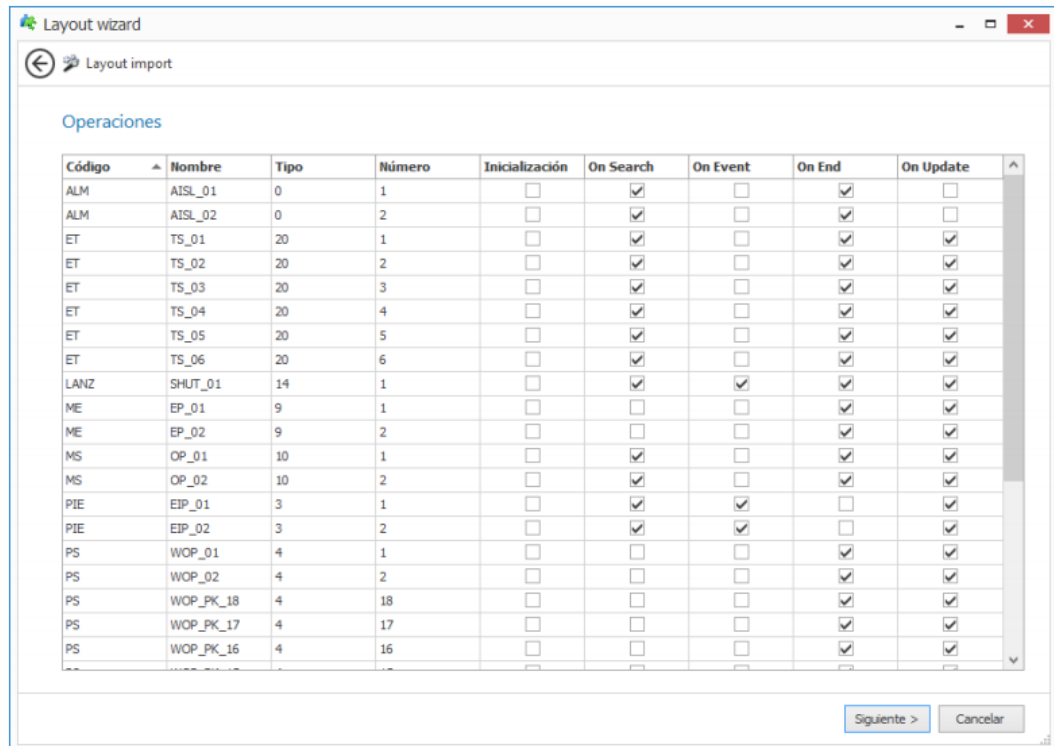 Layout wizard
Layout import
Operaciones
Código Nombre Tipo Número Inicialización On Search On Event On End On Update
ALM AISL_01 0 1
ALM AISL_02 0 2
ET TS_01 20 1
ET TS_02 20 2
ET TS_03 20 3
ET TS_04 20 4
ET TS_05 20 5
ET TS_06 20 6
LANZ SHUT_01 14 1
ME EP_01 9 1
ME EP_02 9 2
MS OP_01 10 1
MS OP_02 10 2
PIE EIP_01 3 1
PIE EIP_02 3 2
PS WOP_01 4 1
PS WOP_02 4 2
PS WOP_PK_18 4 18
PS WOP_PK_17 4 17
PS WOP_PK_16 4 16
Siguiente > Cancelar